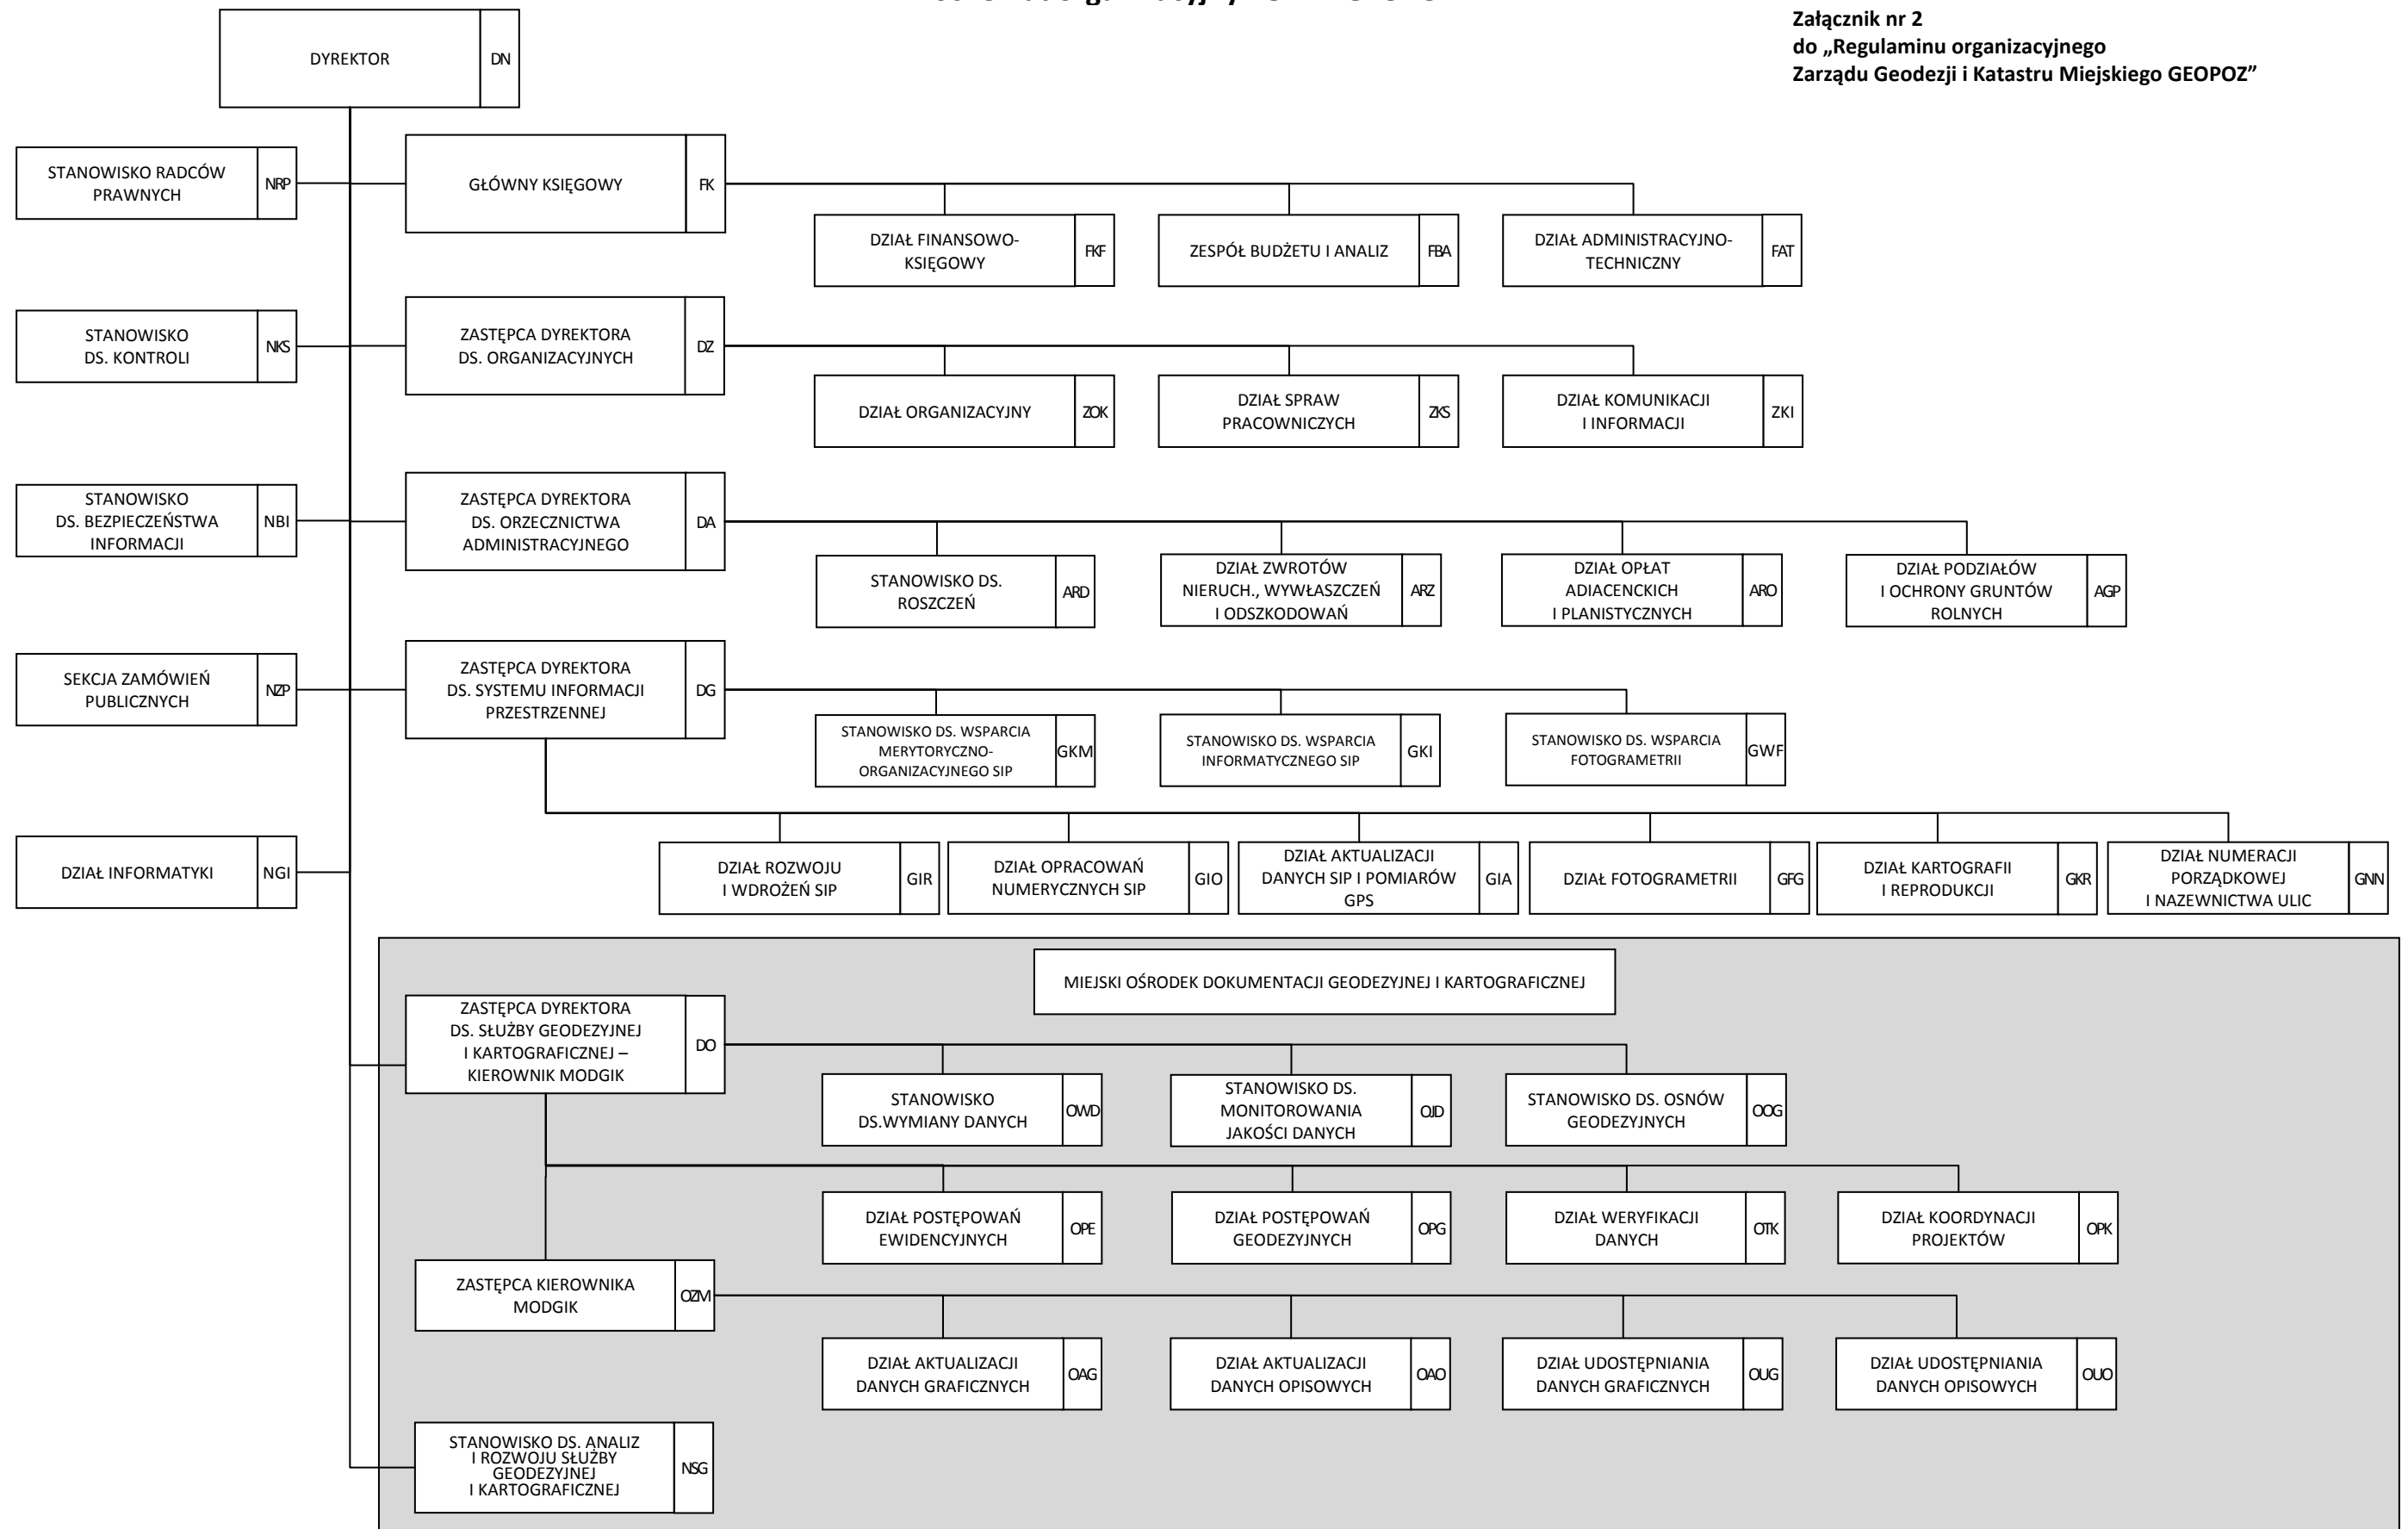 Załącznik nr 2
do „Regulaminu organizacyjnego
Zarządu Geodezji i Katastru Miejskiego GEOPOZ”
DYREKTOR
DN
STANOWISKO RADCÓW
PRAWNYCH
NRP
GŁÓWNY KSIĘGOWY
FK
DZIAŁ FINANSOWO-
KSIĘGOWY
FKF
ZESPÓŁ BUDŻETU I ANALIZ
FBA
DZIAŁ ADMINISTRACYJNO-
TECHNICZNY
FAT
STANOWISKO
DS. KONTROLI
NKS
ZASTĘPCA DYREKTORA
DS. ORGANIZACYJNYCH
DZ
DZIAŁ ORGANIZACYJNY
ZOK
DZIAŁ SPRAW
PRACOWNICZYCH
ZKS
DZIAŁ KOMUNIKACJI
I INFORMACJI
ZKI
STANOWISKO
DS. BEZPIECZEŃSTWA
INFORMACJI
NBI
ZASTĘPCA DYREKTORA
DS. ORZECNICTWA
ADMINISTRACYJNEGO
DA
STANOWISKO DS.
ROSZCZEŃ
ARD
DZIAŁ ZWROTÓW
NIERUCH., WYWŁASZCZEŃ
I ODSZKODOWAŃ
ARZ
DZIAŁ OPŁAT
ADIACENCKICH
I PLANISTYCZNYCH
ARO
DZIAŁ PODZIAŁÓW
I OCHRONY GRUNTÓW
ROLNYCH
AGP
SEKCJA ZAMÓWIEŃ
PUBLICZNYCH
NZP
ZASTĘPCA DYREKTORA
DS. SYSTEMU INFORMACJI
PRZESTRZENNEJ
DG
STANOWISKO DS. WSPARCIA
MERYTORYCZNO-
ORGANIZACYJNEGO SIP
GKM
STANOWISKO DS. WSPARCIA
INFORMATYCZNEGO SIP
GKI
STANOWISKO DS. WSPARCIA
FOTOGRAMETRII
GWF
DZIAŁ INFORMATYKI
NGI
DZIAŁ ROZWOJU
I WDROŻEŃ SIP
GIR
DZIAŁ OPRACOWAŃ
NUMERYCZNYCH SIP
GIO
DZIAŁ AKTUALIZACJI
DANYCH SIP I POMIARÓW
GPS
GIA
DZIAŁ FOTOGRAMETRII
GFG
DZIAŁ KARTOGRAFII
I REPRODUKCJI
GKR
DZIAŁ NUMERACJI
PORZĄDKOWEJ
I NAZEWNICTWA ULIC
GNN
MIEJSKI OŚRODEK DOKUMENTACJI GEODEZYJNEJ I KARTOGRAFICZNEJ
ZASTĘPCA DYREKTORA
DS. SŁUŻBY GEODEZYJNEJ
I KARTOGRAFICZNEJ –
KIEROWNIK MODGIK
DO
STANOWISKO
DS.WYMIANY DANYCH
OWD
STANOWISKO DS.
MONITOROWANIA
JAKOŚCI DANYCH
OJD
STANOWISKO DS. OSNÓW
GEODEZYJNYCH
OOG
DZIAŁ POSTĘPOWAŃ
EWIDENCYJNYCH
OPE
DZIAŁ POSTĘPOWAŃ
GEODEZYJNYCH
OPG
DZIAŁ WERYFIKACJI
DANYCH
OTK
DZIAŁ KOORDYNACJI
PROJEKTÓW
OPK
ZASTĘPCA KIEROWNIKA
MODGIK
OZM
DZIAŁ AKTUALIZACJI
DANYCH GRAFICZNYCH
OAG
DZIAŁ AKTUALIZACJI
DANYCH OPISOWYCH
OAO
DZIAŁ UDOSTĘPNIANIA
DANYCH GRAFICZNYCH
OUG
DZIAŁ UDOSTĘPNIANIA
DANYCH OPISOWYCH
OUO
STANOWISKO DS. ANALIZ
I ROZWOJU SŁUŻBY
GEODEZYJNEJ
I KARTOGRAFICZNEJ
NSG